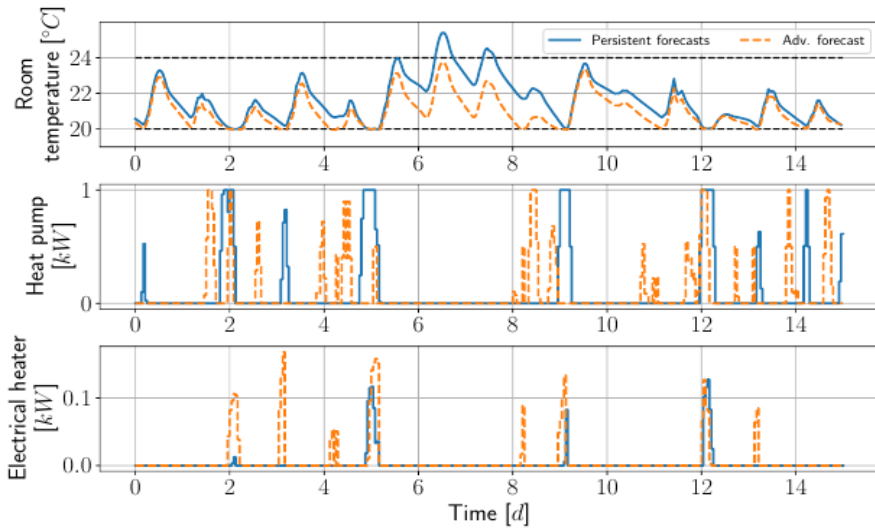 Room
temperature [°C]
24
22
20
Persistent forecasts
Adv. forecast
0 2 4 6 8 10 12 14
Heat pump
[kW]
1
0
0 2 4 6 8 10 12 14
Electrical heater
[kW]
0.1
0.0
0 2 4 6 8 10 12 14
Time [d]